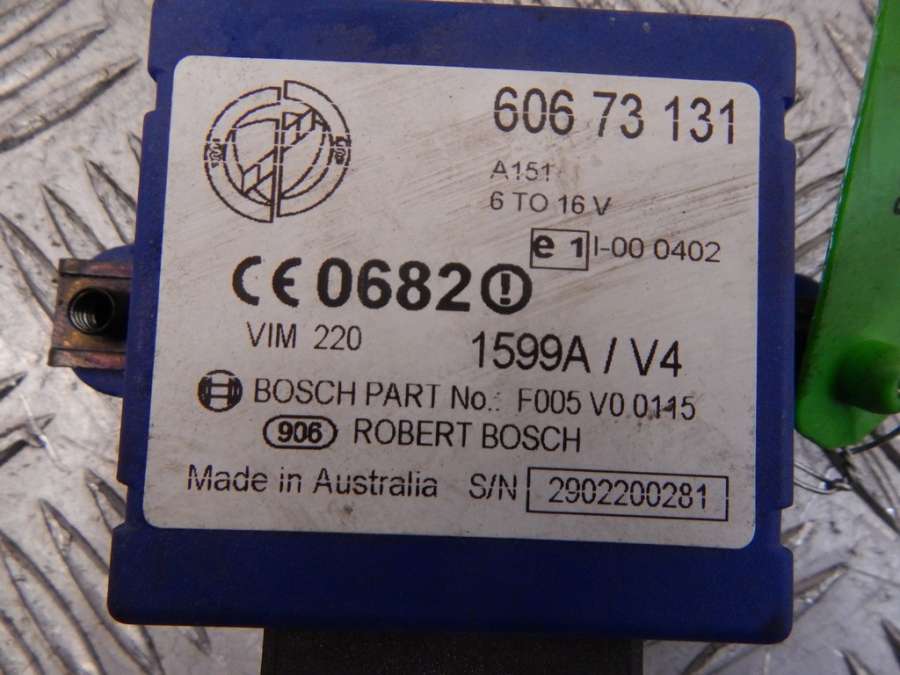 606 73 131
A151
6 TO 16 V
e 1 I-00 0402
CE 0682
VIM 220
1599A / V4
BOSCH PART No.: F005 V0 0115
906 ROBERT BOSCH
Made in Australia S/N 2902200281